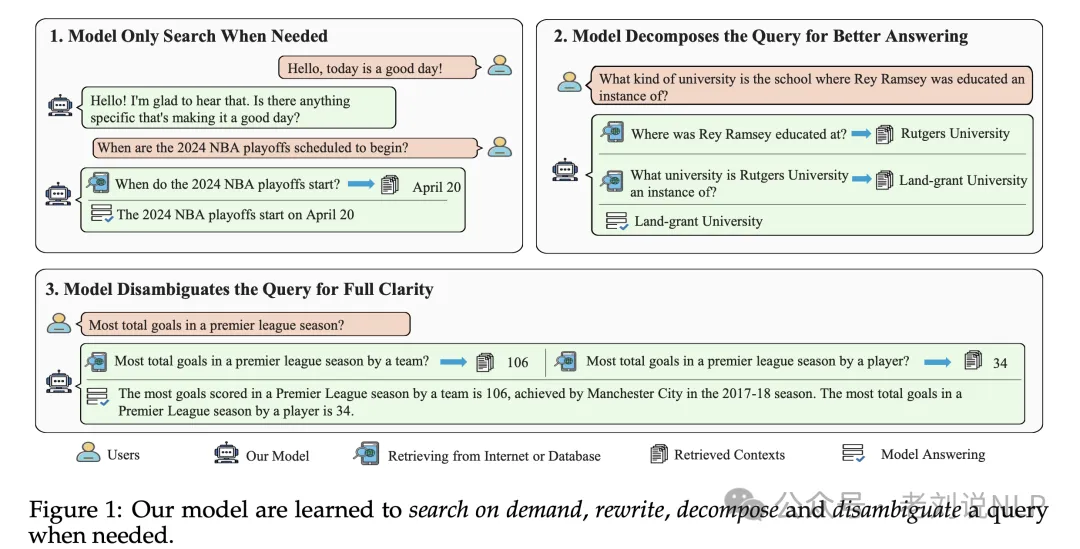 1. Model Only Search When Needed
Hello, today is a good day!
Hello! I'm glad to hear that. Is there anything
specific that's making it a good day?
When are the 2024 NBA playoffs scheduled to begin?
When do the 2024 NBA playoffs start?
April 20
The 2024 NBA playoffs start on April 20
2. Model Decomposes the Query for Better Answering
What kind of university is the school where Rey Ramsey was educated an
instance of?
Where was Rey Ramsey educated at?
Rutgers University
What university is Rutgers University
an instance of?
Land-grant University
Land-grant University
3. Model Disambiguates the Query for Full Clarity
Most total goals in a premier league season?
Most total goals in a premier league season by a team?
106
Most total goals in a premier league season by a player?
34
The most goals scored in a Premier League season by a team is 106, achieved by Manchester City in the 2017-18 season. The most total goals in a
Premier League season by a player is 34.
Users
Our Model
Retrieving from Internet or Database
Retrieved Contexts
Model Answering
Figure 1: Our model are learned to search on demand, rewrite, decompose and disambiguate a query
when needed.
公众号 · 老刘说NLP